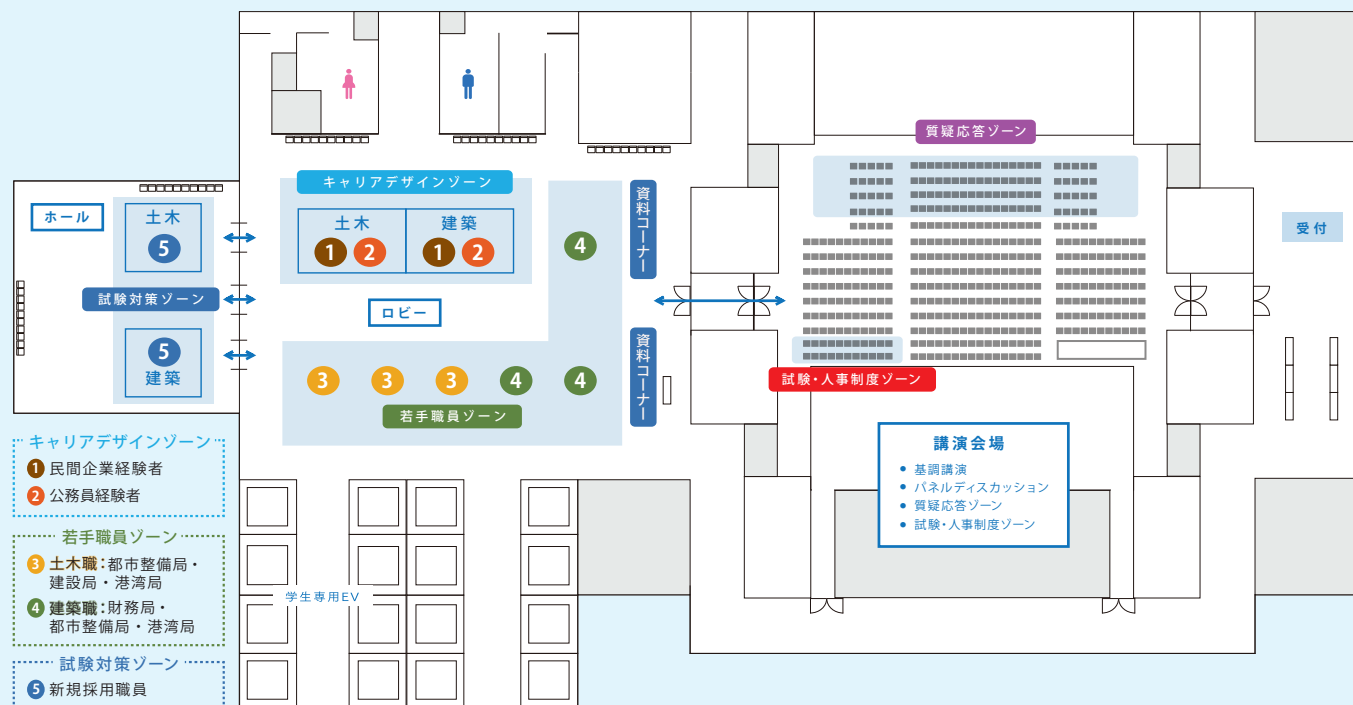 質疑応答ゾーン
キャリアデザインゾーン
ホール
土木
5
土木
1 2
建築
1 2
4
資料コーナー
受付
試験対策ゾーン
ロビー
5
建築
3
3
3
4
4
資料コーナー
若手職員ゾーン
試験・人事制度ゾーン
講演会場
• 基調講演
• パネルディスカッション
• 質疑応答ゾーン
• 試験・人事制度ゾーン
学生専用EV
キャリアデザインゾーン
1 民間企業経験者
2 公務員経験者
若手職員ゾーン
3 土木職:都市整備局・
建設局・港湾局
4 建築職:財務局・
都市整備局・港湾局
試験対策ゾーン
5 新規採用職員